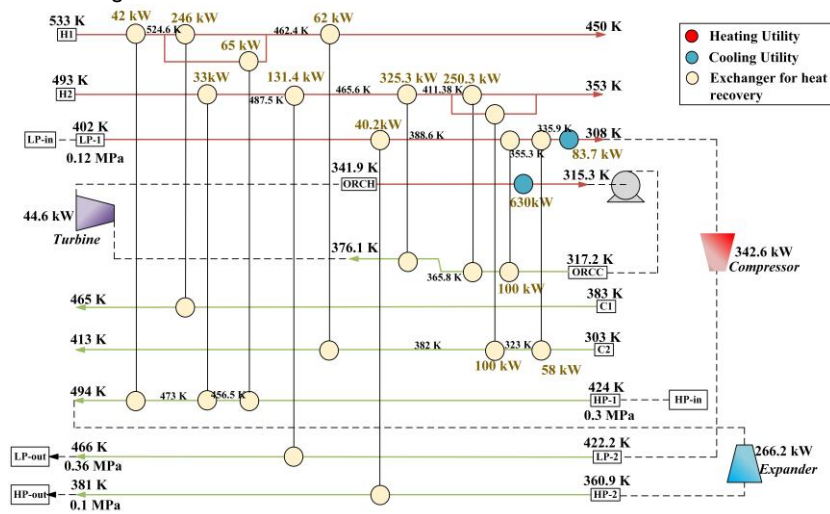 42 kW
246 kW
62 kW
533 K
524.6 K
462.4 K
450 K
H1
65 kW
493 K
33kW
131.4 kW
325.3 kW
250.3 kW
353 K
H2
487.5 K
465.6 K
411.38 K
Heating Utility
Cooling Utility
Exchanger for heat
recovery
402 K
40.2kW
388.6 K
335.9 K
308 K
LP-in
LP-1
0.12 MPa
355.3 K
83.7 kW
341.9K
ORCH
315.3 K
630kW
44.6 kW
Turbine
376.1 K
365.8 K
317.2 K
ORCC
100 kW
342.6 kW
Compressor
465 K
383 K
C1
413 K
382 K
323 K
303 K
C2
100 kW
58 kW
494 K
473 K
456.5 K
424 K
HP-1
HP-in
0.3 MPa
466 K
422.2 K
LP-out
LP-2
0.36 MPa
266.2 kW
Expander
381 K
360.9 K
HP-out
HP-2
0.1 MPa